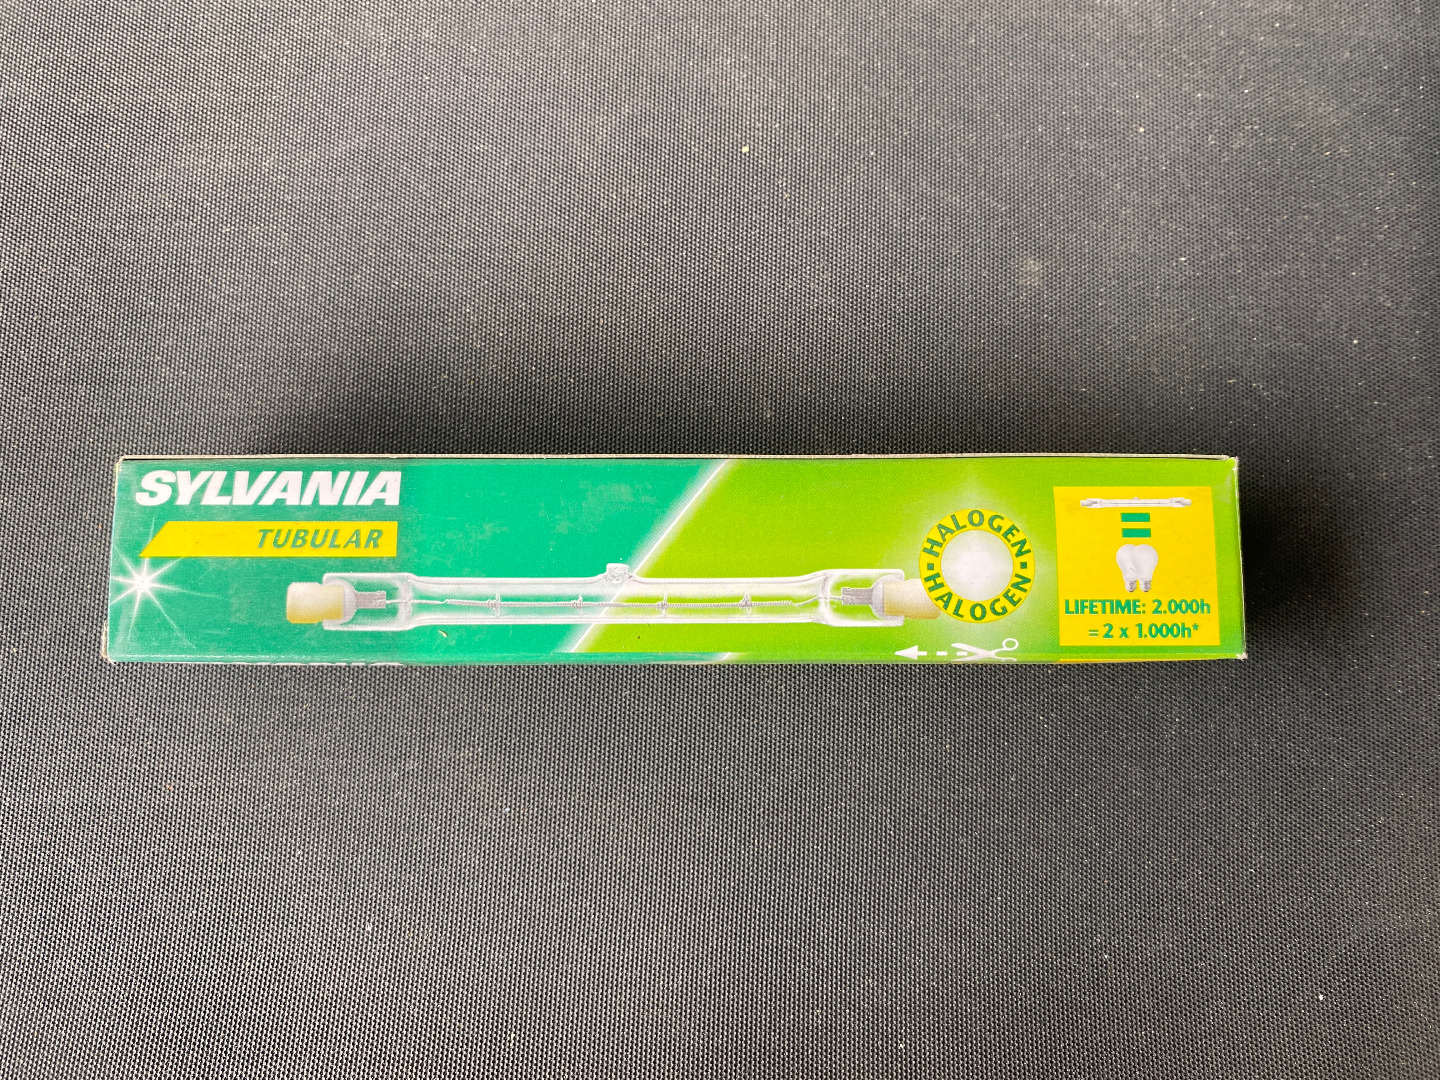 SYLVANIA
TUBULAR
HALOGEN
HALOGEN
LIFETIME: 2.000h
= 2 x 1.000h*